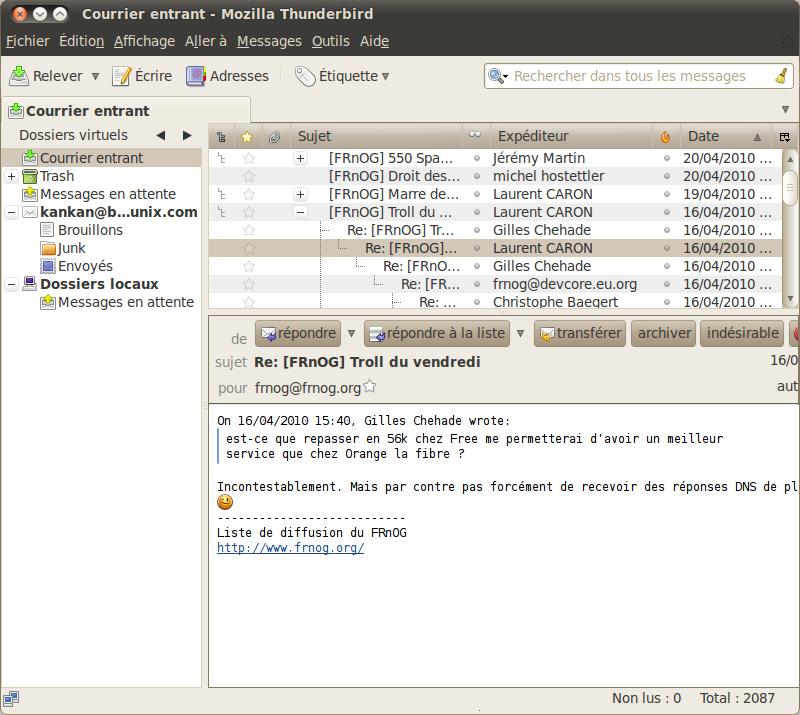 Courrier entrant - Mozilla Thunderbird
Fichier Édition Affichage Aller à Messages Outils Aide
Relever Écrire Adresses Étiquette Rechercher dans tous les messages
Courrier entrant
Dossiers virtuels
Courrier entrant
Trash
Messages en attente
kankan@b...unix.com
Brouillons
Junk
Envoyés
Dossiers locaux
Messages en attente
Sujet Expéditeur Date
[FRnOG] 550 Spa... Jérémy Martin 20/04/2010 ...
[FRnOG] Droit des... michel hostettler 20/04/2010 ...
[FRnOG] Marre de... Laurent CARON 19/04/2010 ...
[FRnOG] Troll du ... Laurent CARON 16/04/2010 ...
Re: [FRnOG] Tr... Gilles Chehade 16/04/2010 ...
Re: [FRnOG]... Laurent CARON 16/04/2010 ...
Re: [FRnO... Gilles Chehade 16/04/2010 ...
Re: [FR... frnog@devcore.eu.org 16/04/2010 ...
Re: ... Christophe Baegert 16/04/2010 ...
de répondre répondre à la liste transférer archiver indésirable
sujet Re: [FRnOG] Troll du vendredi 16/0
pour frnog@frnog.org aut
On 16/04/2010 15:40, Gilles Chehade wrote:
est-ce que repasser en 56k chez Free me permetterai d'avoir un meilleur
service que chez Orange la fibre ?
Incontestablement. Mais par contre pas forcément de recevoir des réponses DNS de pl
---------------------------
Liste de diffusion du FRnOG
http://www.frnog.org/
Non lus : 0 Total : 2087